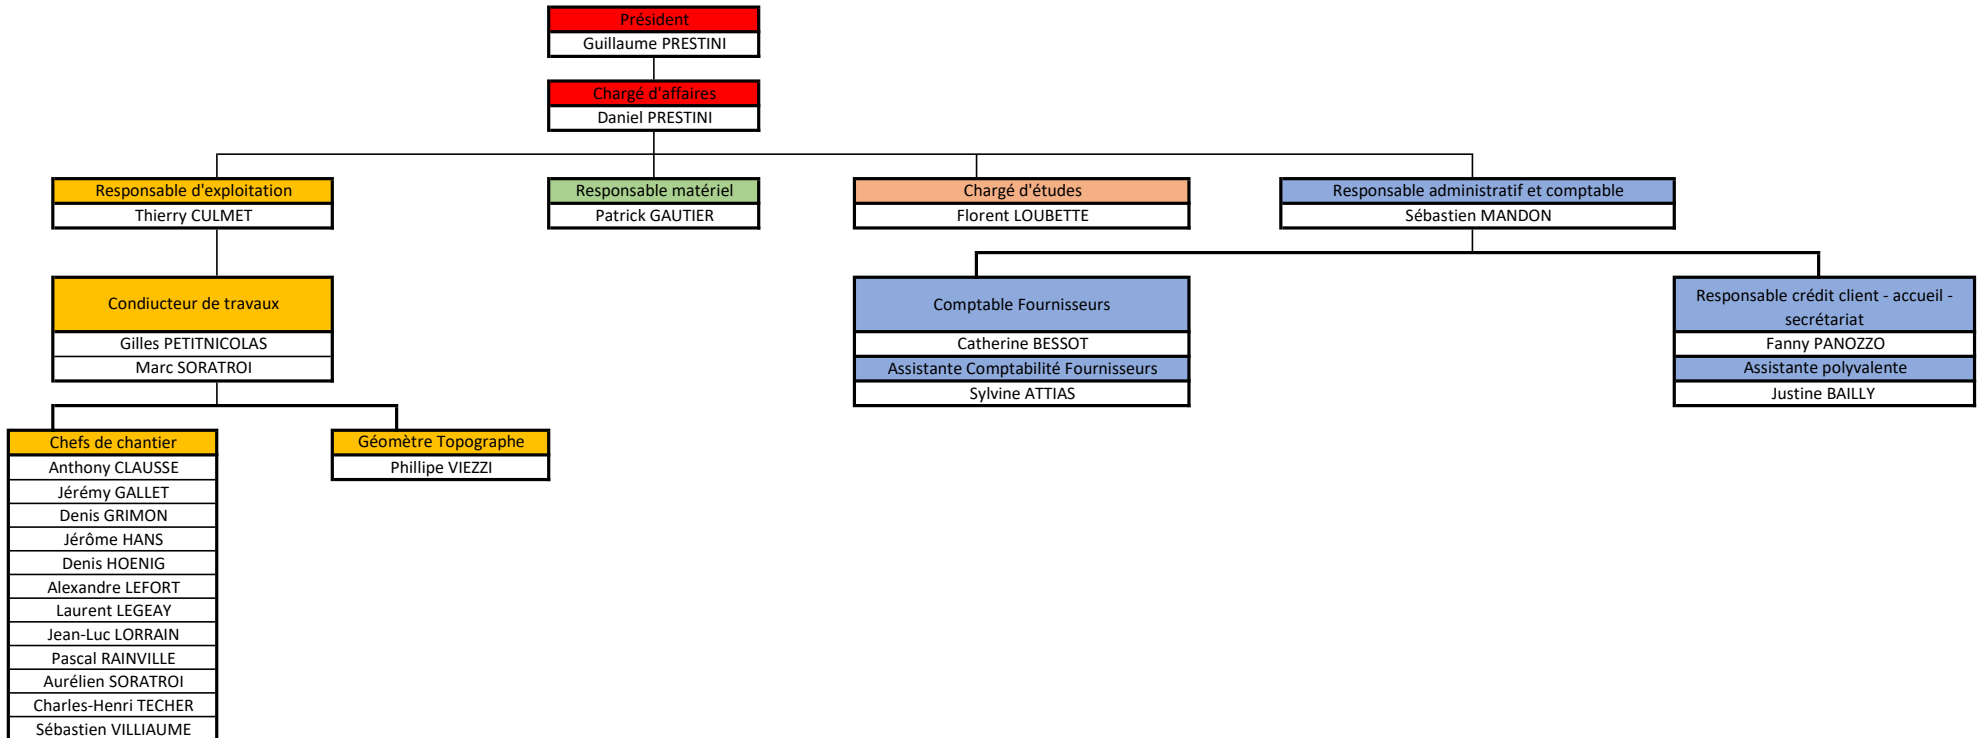 Président
Guillaume PRESTINI
Chargé d'affaires
Daniel PRESTINI
Responsable d'exploitation
Thierry CULMET
Responsable matériel
Patrick GAUTIER
Chargé d'études
Florent LOUBETTE
Responsable administratif et comptable
Sébastien MANDON
Condiucteur de travaux
Gilles PETITNICOLAS
Marc SORATROI
Comptable Fournisseurs
Catherine BESSOT
Assistante Comptabilité Fournisseurs
Sylvine ATTIAS
Responsable crédit client - accueil -
secrétariat
Fanny PANOZZO
Assistante polyvalente
Justine BAILLY
Chefs de chantier
Anthony CLAUSSE
Jérémy GALLET
Denis GRIMON
Jérôme HANS
Denis HOENIG
Alexandre LEFORT
Laurent LEGEAY
Jean-Luc LORRAIN
Pascal RAINVILLE
Aurélien SORATROI
Charles-Henri TECHER
Sébastien VILLIAUME
Géomètre Topographe
Phillipe VIEZZI